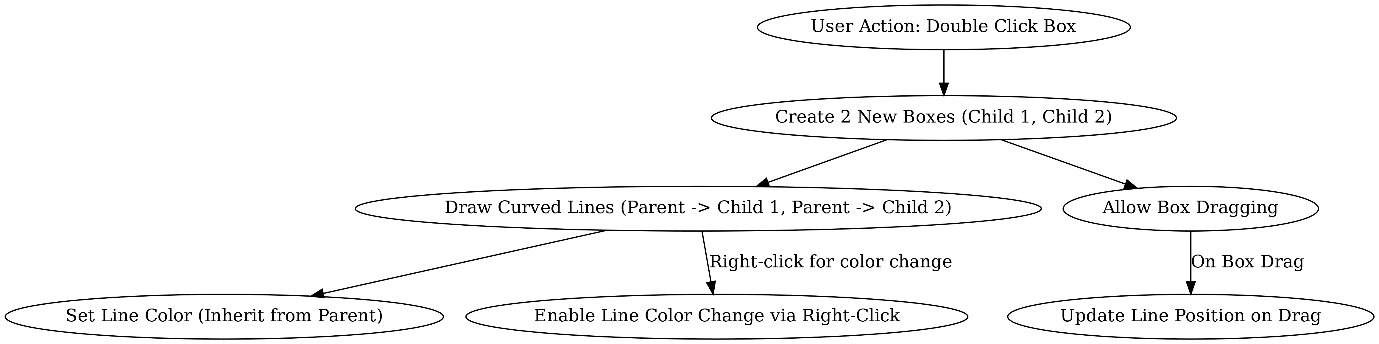 User Action: Double Click Box
Create 2 New Boxes (Child 1, Child 2)
Draw Curved Lines (Parent -> Child 1, Parent -> Child 2)
Allow Box Dragging
Right-click for color change
On Box Drag
Set Line Color (Inherit from Parent)
Enable Line Color Change via Right-Click
Update Line Position on Drag